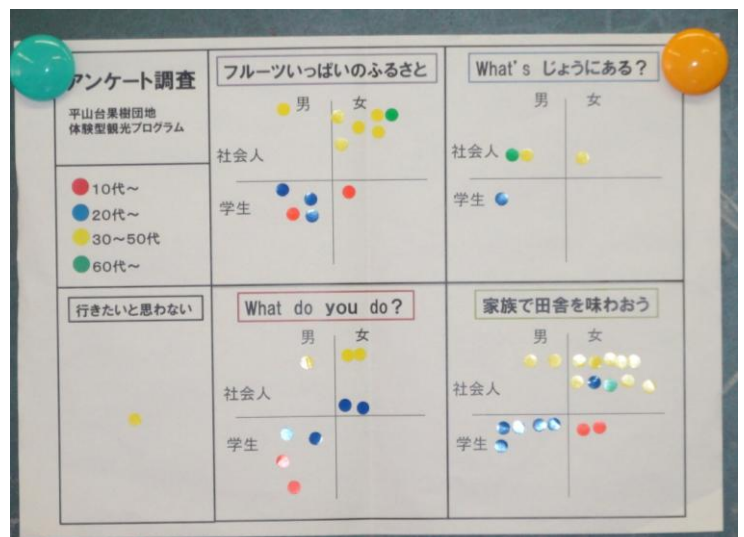 アンケート調査
平山台果樹団地
体験型観光プログラム
10代～
20代～
30～50代
60代～
フルーツいっぱいのふるさと
男 女
社会人
学生
What's じょうにある？
男 女
社会人
学生
行きたいと思わない
What do you do？
男 女
社会人
学生
家族で田舎を味わおう
男 女
社会人
学生